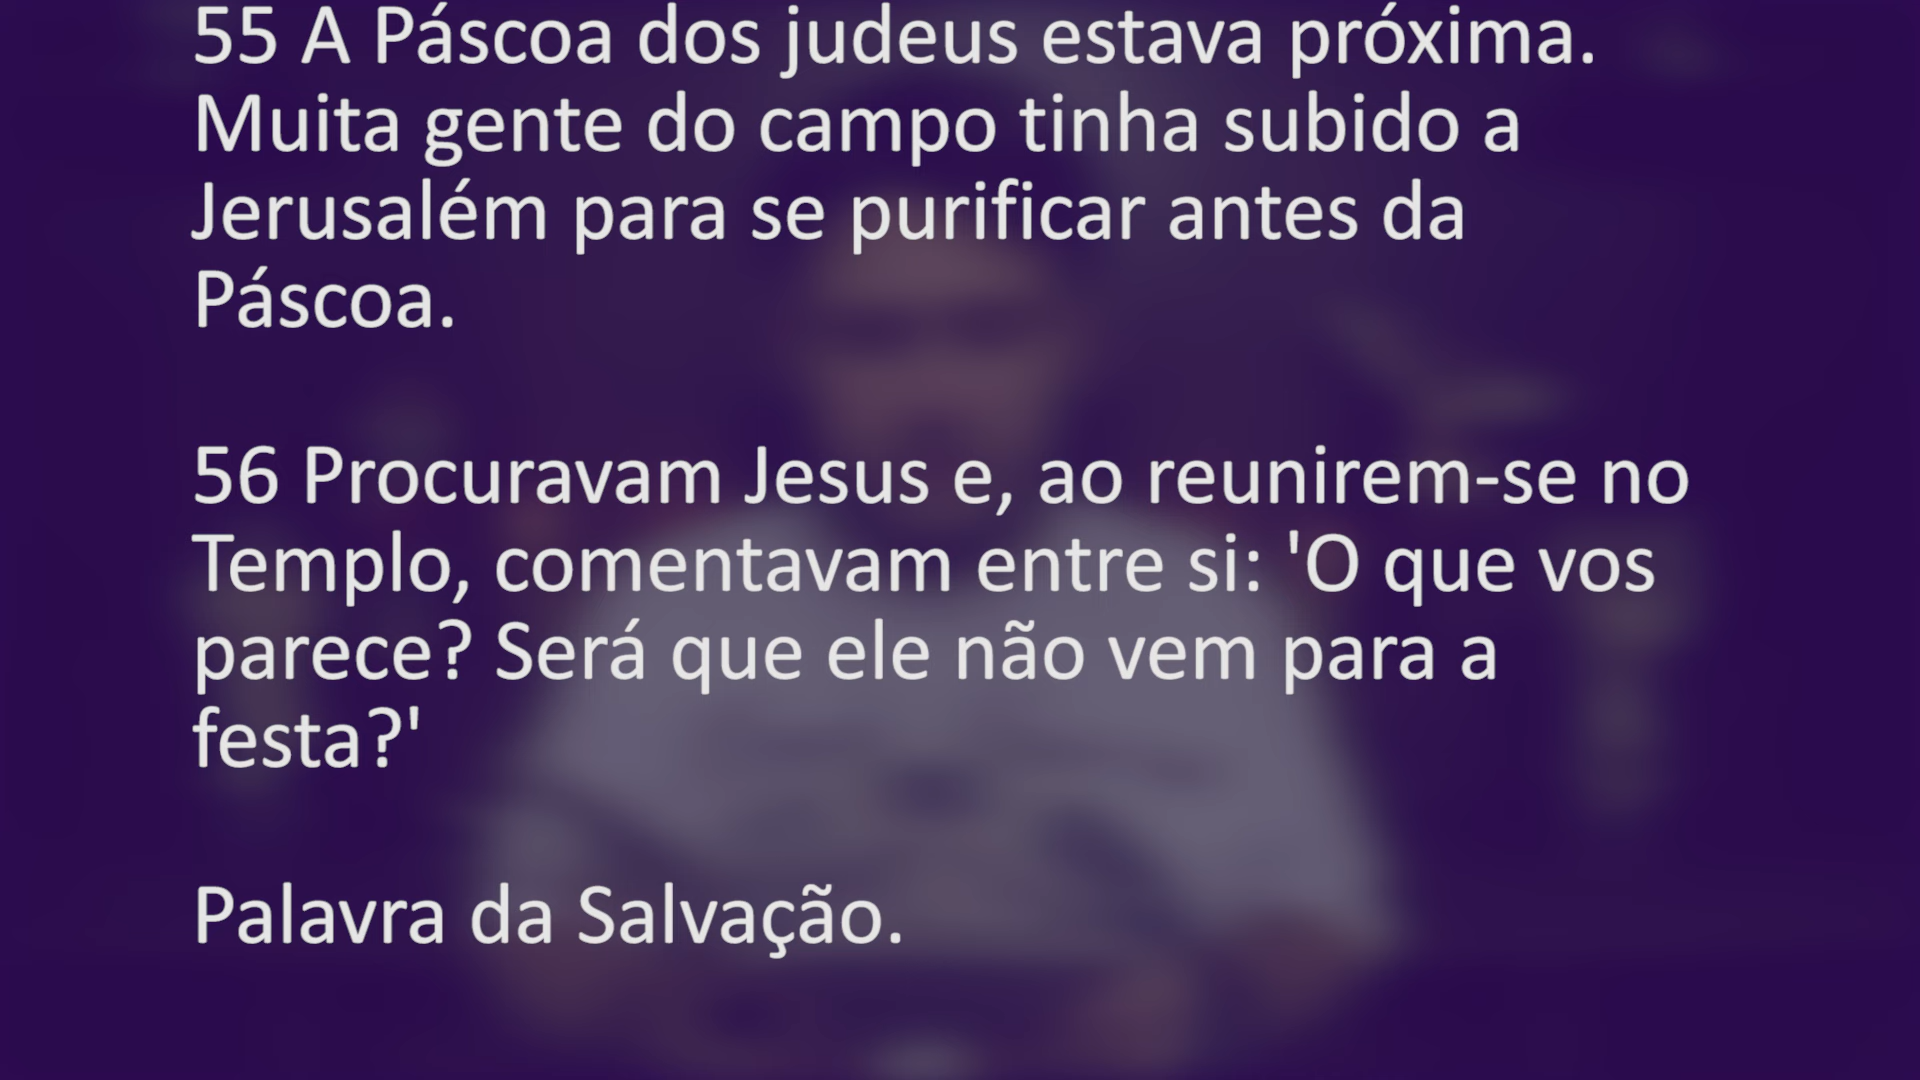 55 A Páscoa dos judeus estava próxima.
Muita gente do campo tinha subido a
Jerusalém para se purificar antes da
Páscoa.
56 Procuravam Jesus e, ao reunirem-se no
Templo, comentavam entre si: 'O que vos
parece? Será que ele não vem para a
festa?'
Palavra da Salvação.